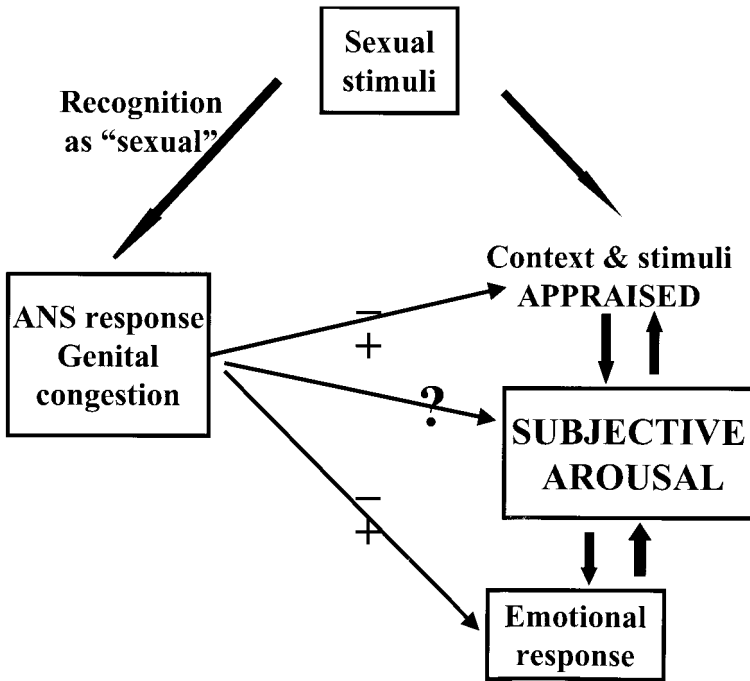 Sexual
stimuli
Recognition
as “sexual”
Context & stimuli
APPRAISED
ANS response
Genital
congestion
−
+
?
SUBJECTIVE
AROUSAL
−
+
Emotional
response